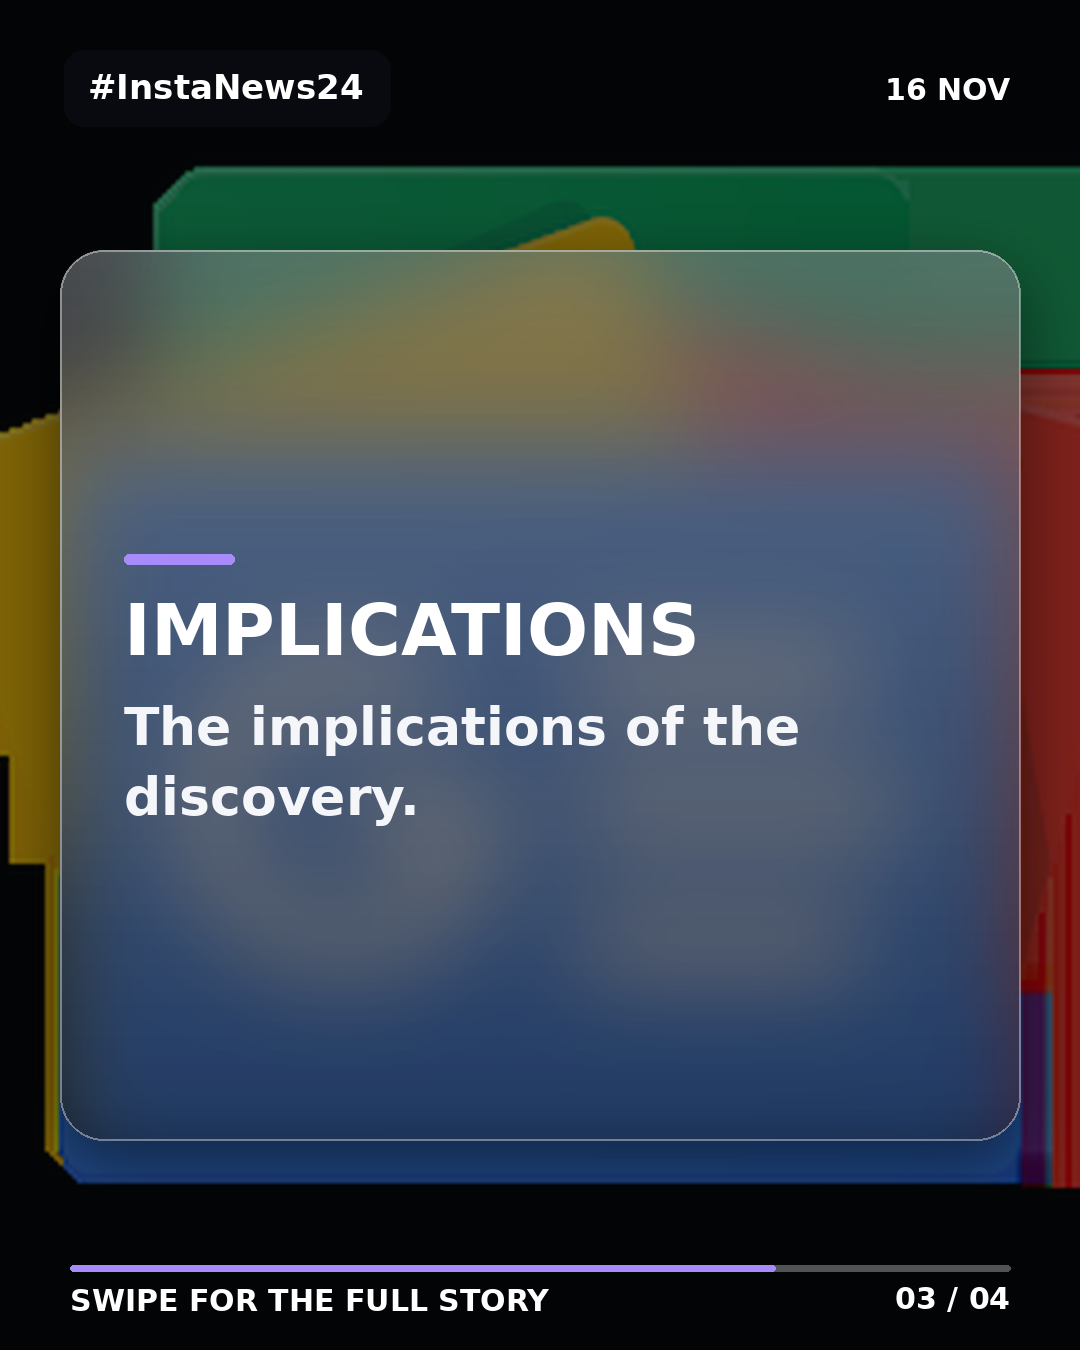 #InstaNews24
16 NOV
IMPLICATIONS
The implications of the
discovery.
SWIPE FOR THE FULL STORY
03 / 04